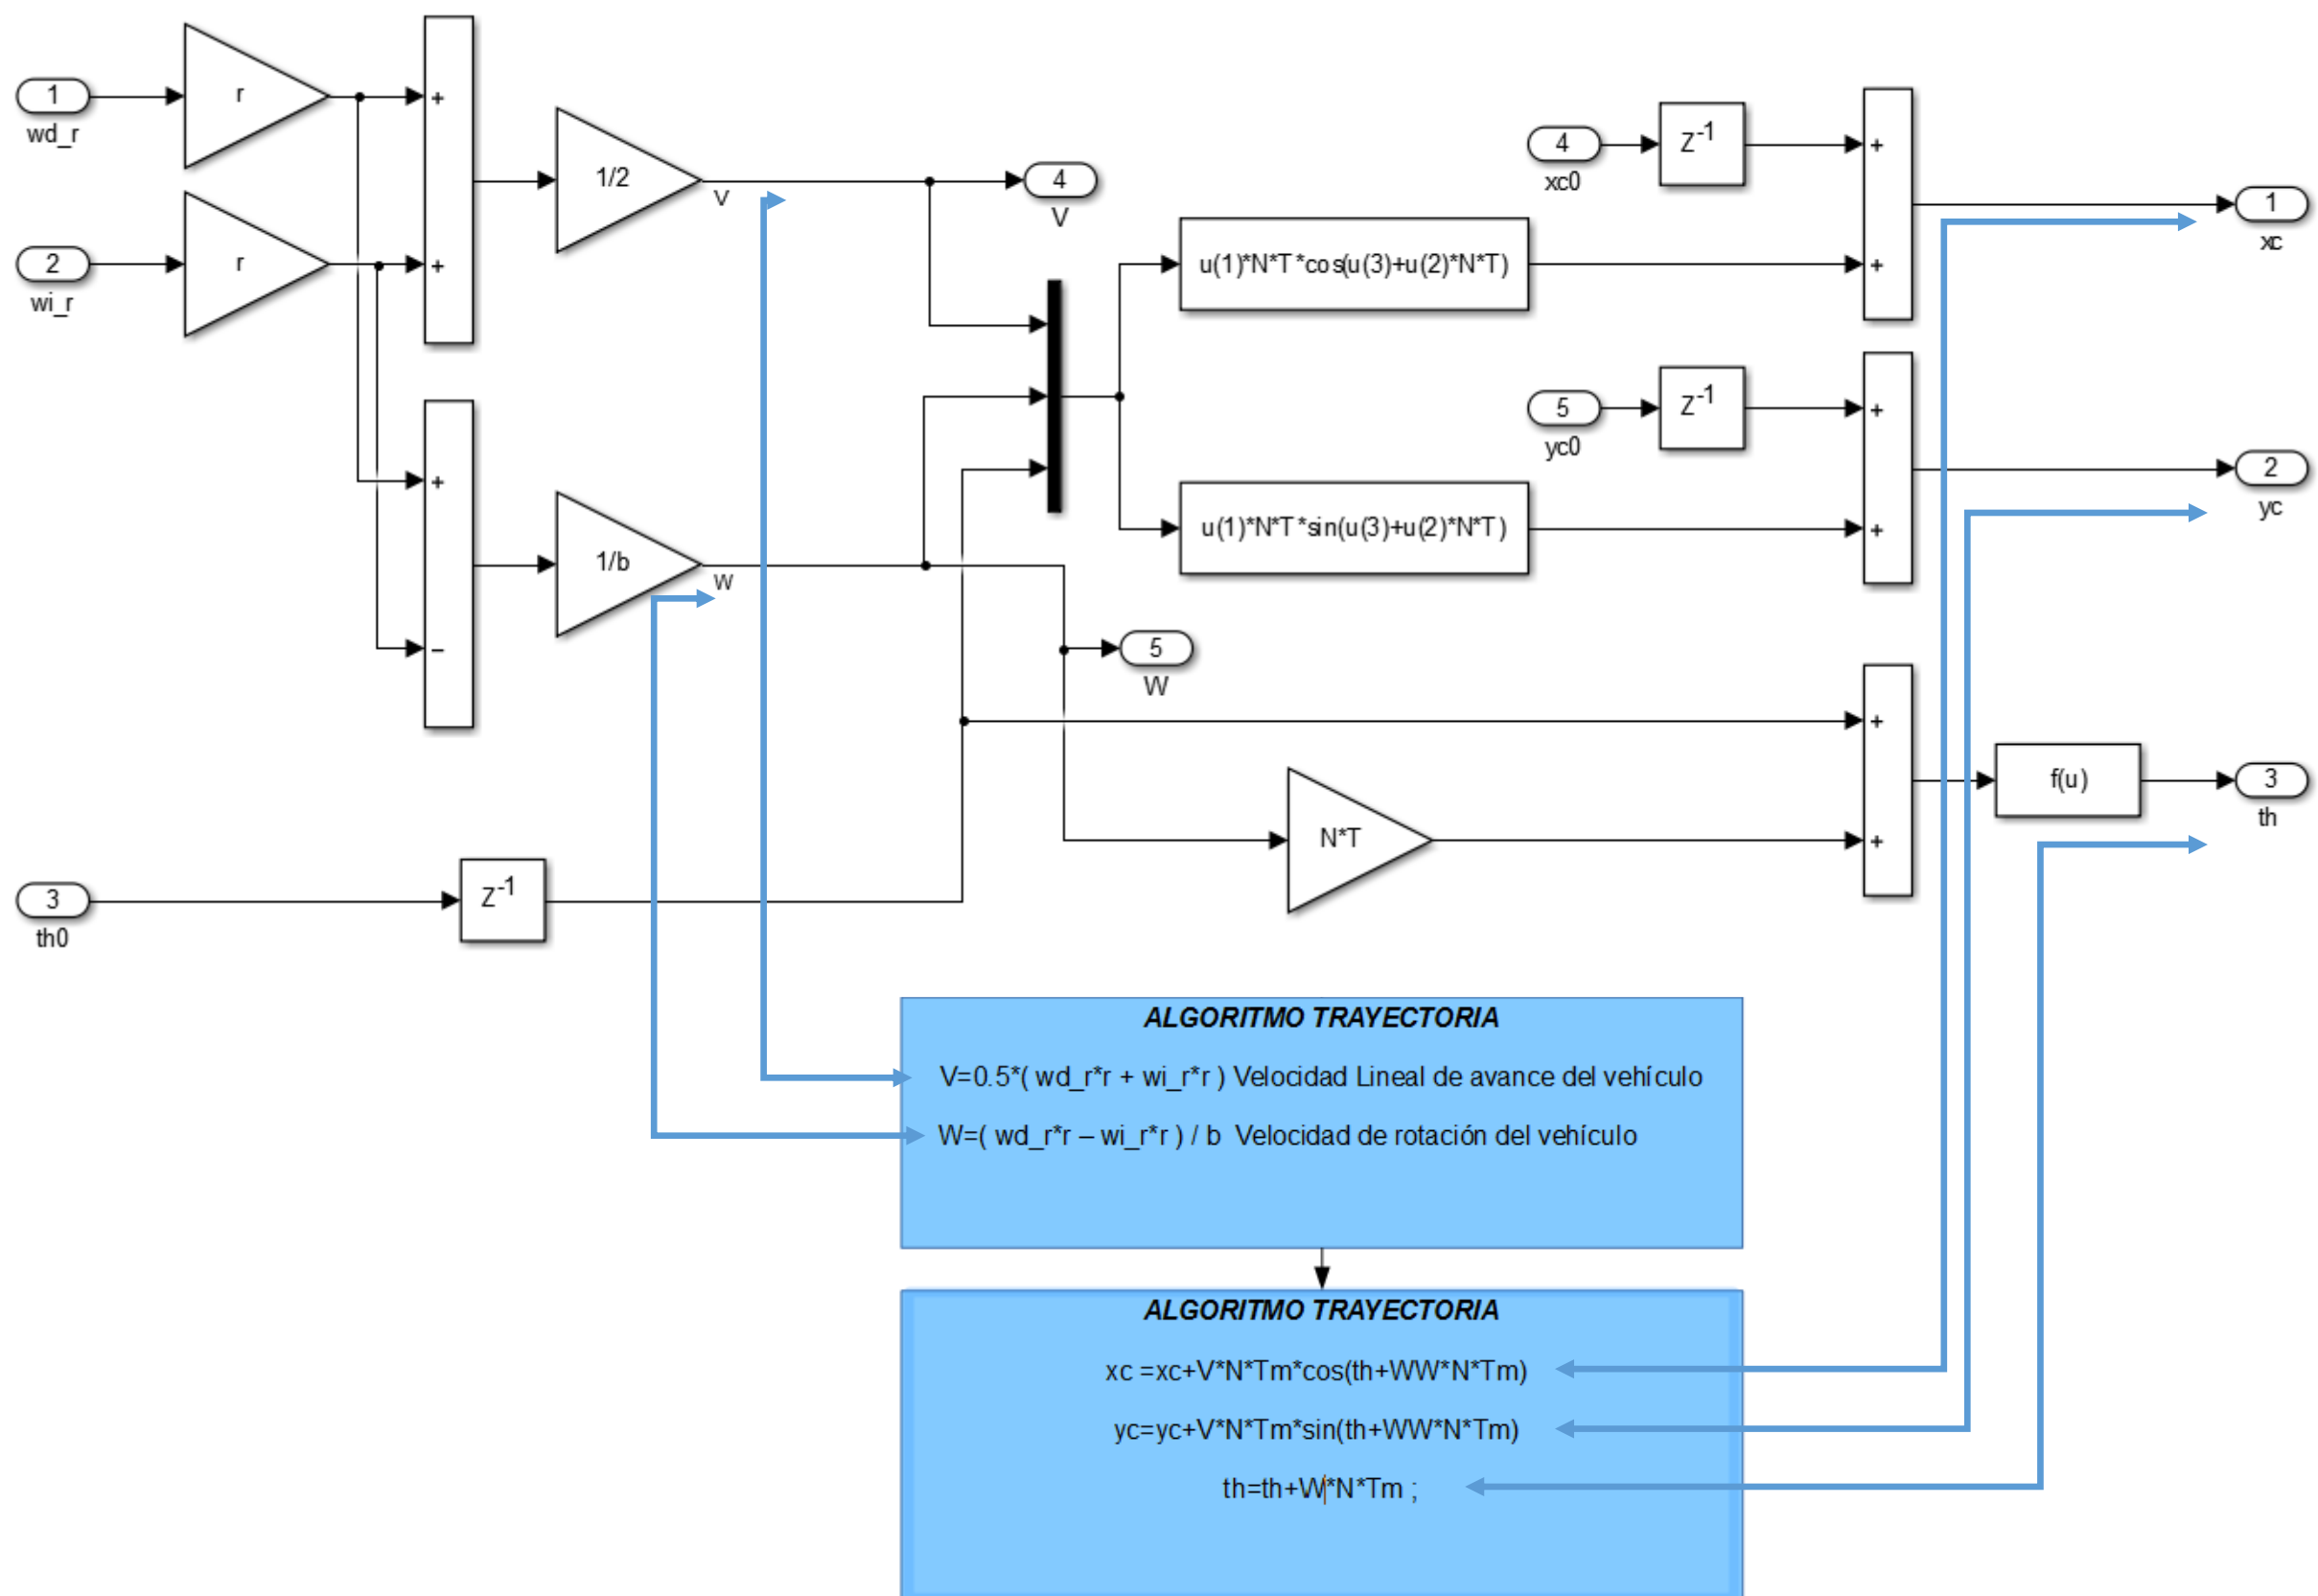 1
wd_r
r
+
2
wi_r
r
+
1/2
V
4
V
+
−
1/b
W
5
W
3
th0
Z-1
u(1)*N*T*cos(u(3)+u(2)*N*T)
u(1)*N*T*sin(u(3)+u(2)*N*T)
4
xc0
Z-1
+
+
1
xc
5
yc0
Z-1
+
+
2
yc
N*T
+
+
f(u)
3
th
ALGORITMO TRAYECTORIA
V=0.5*( wd_r*r + wi_r*r ) Velocidad Lineal de avance del vehículo
W=( wd_r*r – wi_r*r ) / b Velocidad de rotación del vehículo
ALGORITMO TRAYECTORIA
xc =xc+V*N*Tm*cos(th+WW*N*Tm)
yc=yc+V*N*Tm*sin(th+WW*N*Tm)
th=th+W*N*Tm ;